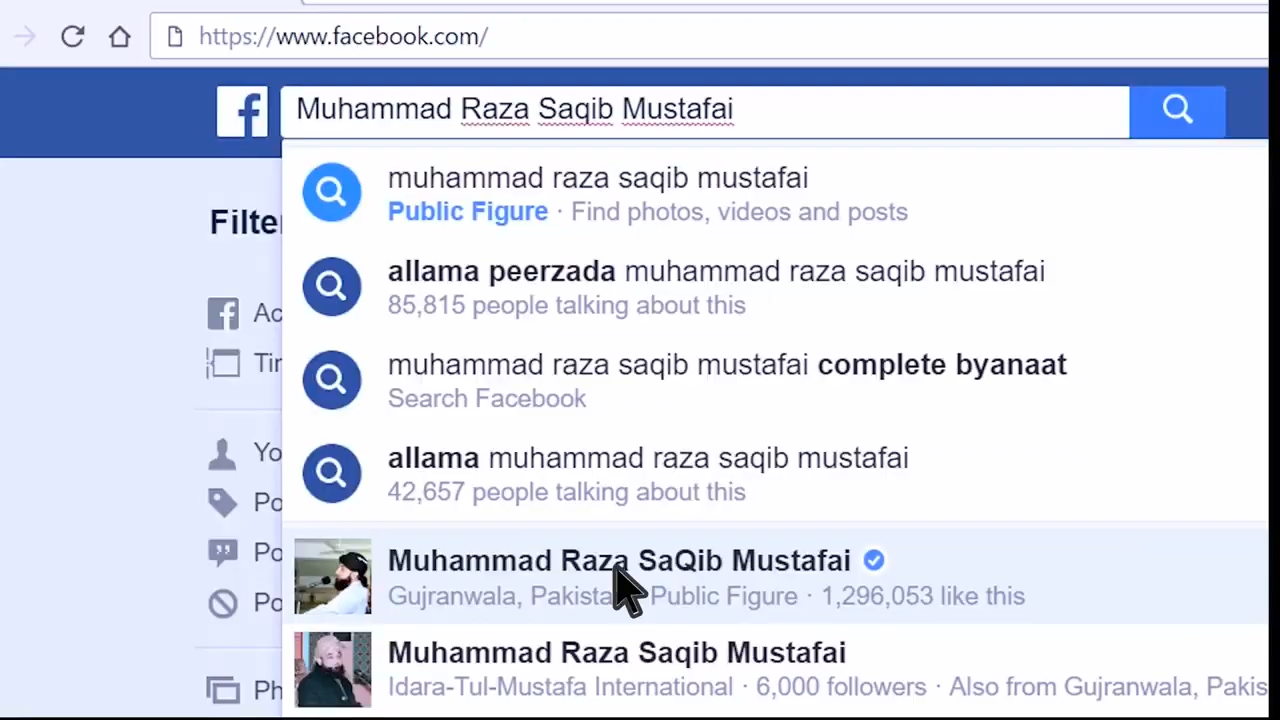 https://www.facebook.com/
Muhammad Raza Saqib Mustafai
muhammad raza saqib mustafai
Public Figure · Find photos, videos and posts
Filte
allama peerzada muhammad raza saqib mustafai
Ac
85,815 people talking about this
Tir
muhammad raza saqib mustafai complete byanaat
Search Facebook
Yo
allama muhammad raza saqib mustafai
Po
42,657 people talking about this
Po
Muhammad Raza SaQib Mustafai
Po
Gujranwala, Pakista Public Figure · 1,296,053 like this
Muhammad Raza Saqib Mustafai
Ph
Idara-Tul-Mustafa International · 6,000 followers · Also from Gujranwala, Pakis